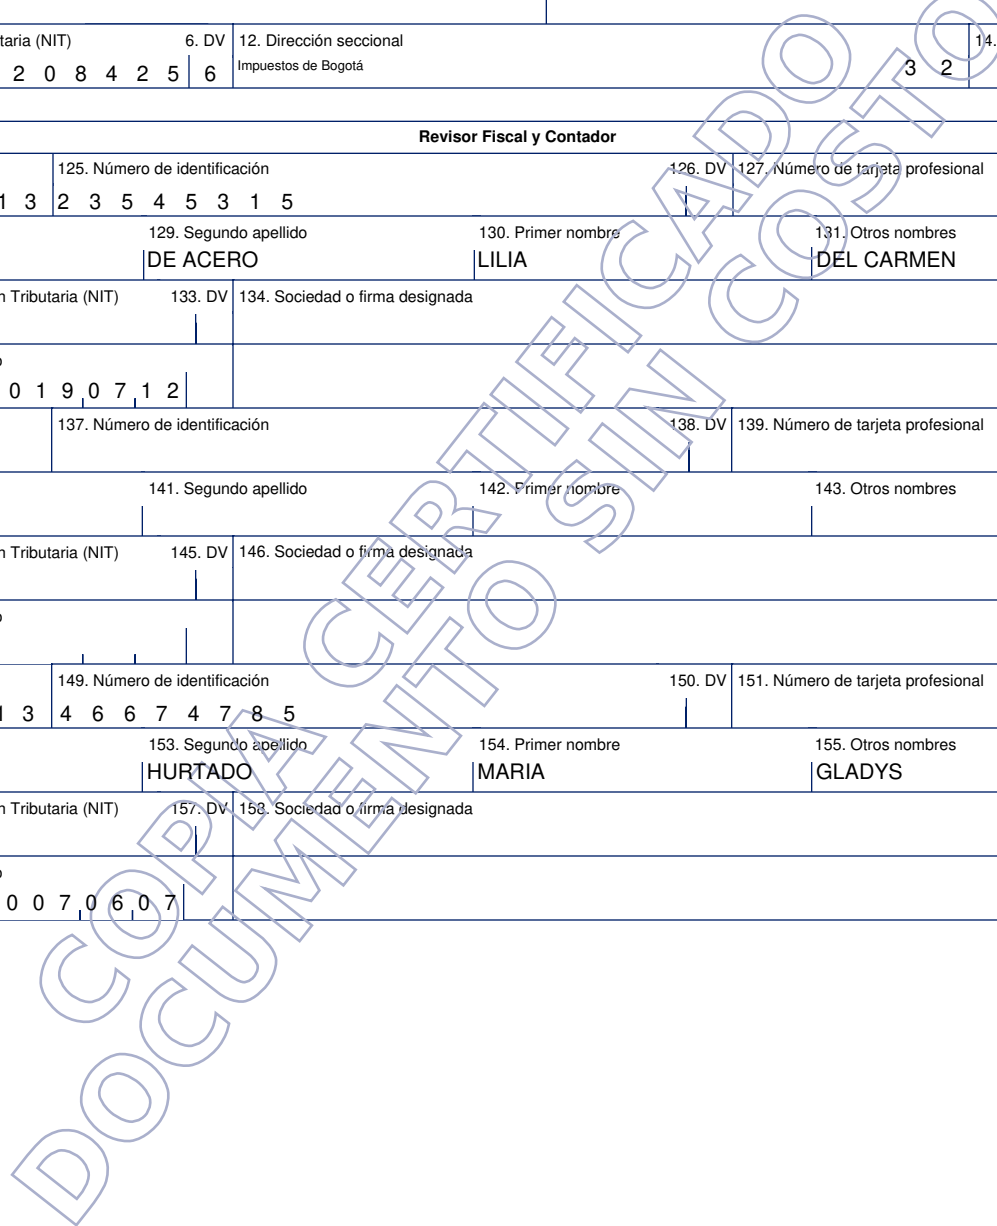 taria (NIT) 6. DV 12. Dirección seccional 14.
2 0 8 4 2 5 6 Impuestos de Bogotá 3 2
Revisor Fiscal y Contador
125. Número de identificación 126. DV 127. Número de tarjeta profesional
1 3 2 3 5 4 5 3 1 5
129. Segundo apellido 130. Primer nombre 131. Otros nombres
DE ACERO LILIA DEL CARMEN
n Tributaria (NIT) 133. DV 134. Sociedad o firma designada
o
0 1 9 0 7 1 2
137. Número de identificación 138. DV 139. Número de tarjeta profesional
141. Segundo apellido 142. Primer nombre 143. Otros nombres
n Tributaria (NIT) 145. DV 146. Sociedad o firma designada
o
149. Número de identificación 150. DV 151. Número de tarjeta profesional
1 3 4 6 6 7 4 7 8 5
153. Segundo apellido 154. Primer nombre 155. Otros nombres
HURTADO MARIA GLADYS
n Tributaria (NIT) 157. DV 158. Sociedad o firma designada
o
0 0 7 0 6 0 7
COPIA CERTIFICADO
DOCUMENTO SIN COSTO